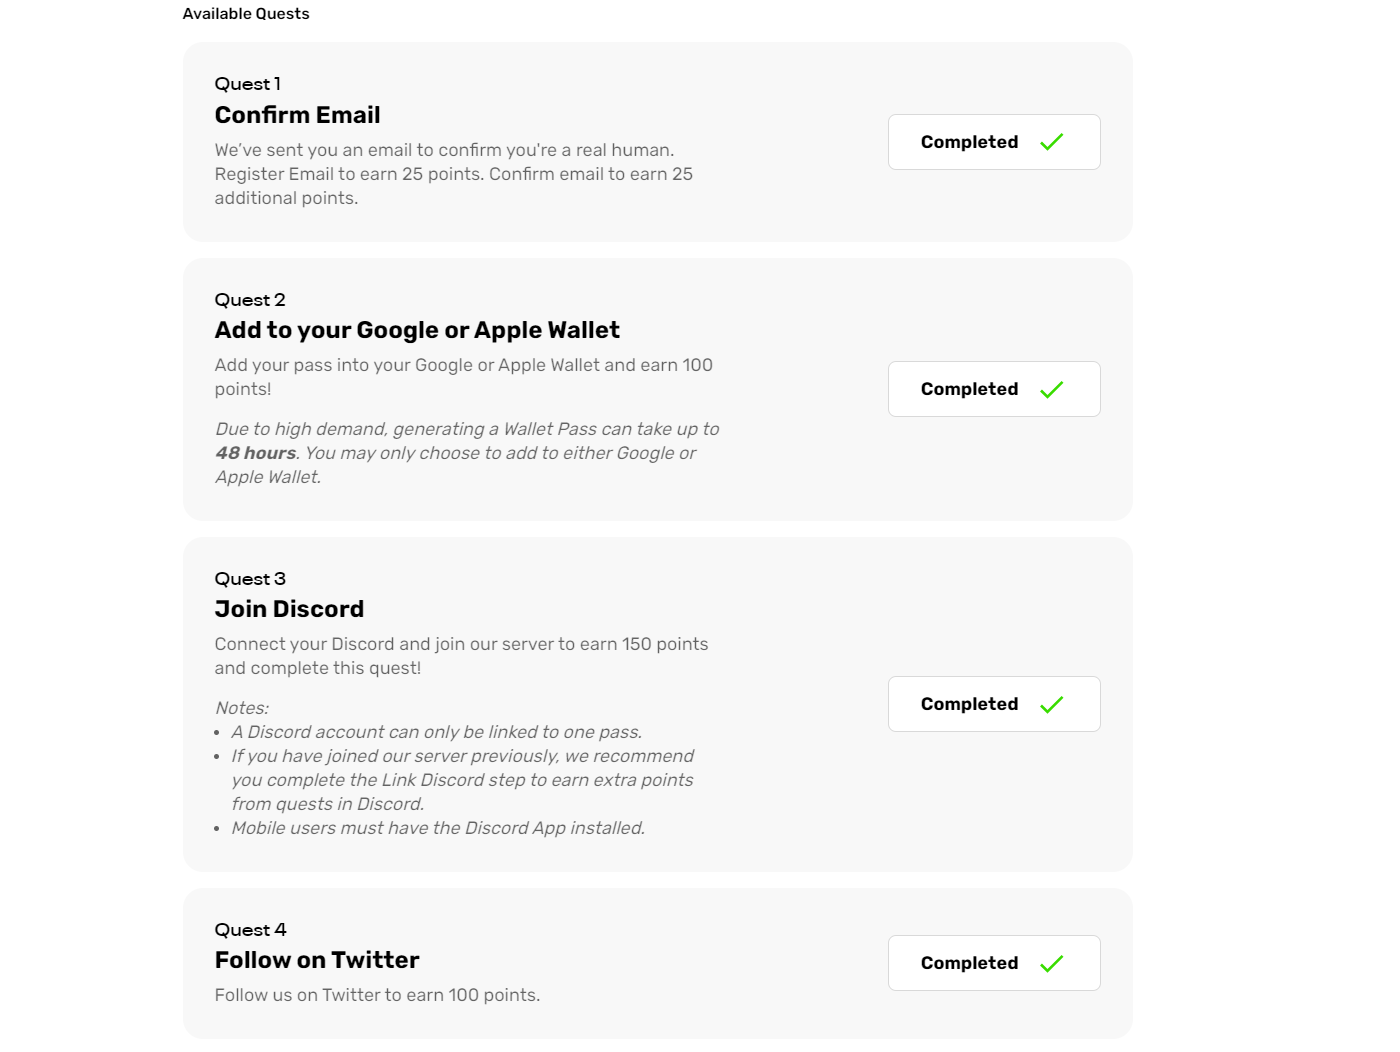 Available Quests
Quest 1
Confirm Email
We’ve sent you an email to confirm you're a real human.
Register Email to earn 25 points. Confirm email to earn 25
additional points.
Completed
Quest 2
Add to your Google or Apple Wallet
Add your pass into your Google or Apple Wallet and earn 100
points!
Due to high demand, generating a Wallet Pass can take up to
48 hours. You may only choose to add to either Google or
Apple Wallet.
Completed
Quest 3
Join Discord
Connect your Discord and join our server to earn 150 points
and complete this quest!
Notes:
• A Discord account can only be linked to one pass.
• If you have joined our server previously, we recommend
you complete the Link Discord step to earn extra points
from quests in Discord.
• Mobile users must have the Discord App installed.
Completed
Quest 4
Follow on Twitter
Follow us on Twitter to earn 100 points.
Completed